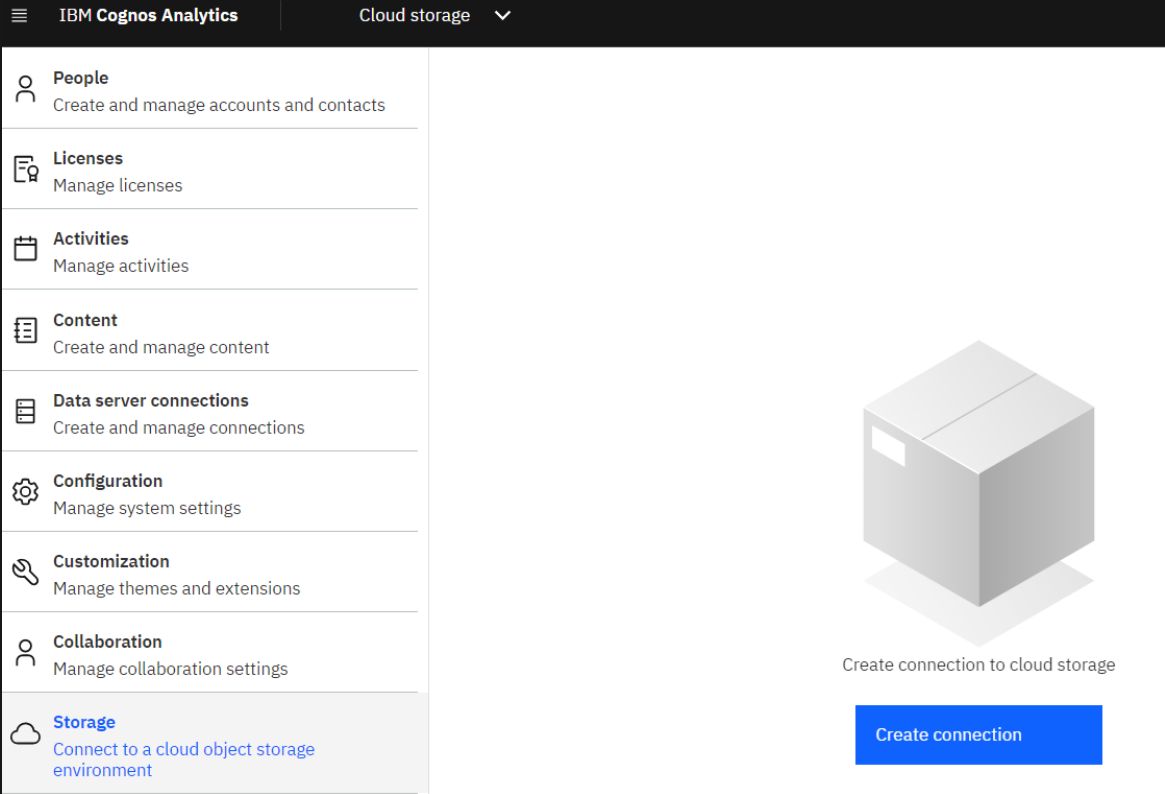 IBM Cognos Analytics
Cloud storage
People
Create and manage accounts and contacts
Licenses
Manage licenses
Activities
Manage activities
Content
Create and manage content
Data server connections
Create and manage connections
Configuration
Manage system settings
Customization
Manage themes and extensions
Collaboration
Manage collaboration settings
Storage
Connect to a cloud object storage
environment
Create connection to cloud storage
Create connection